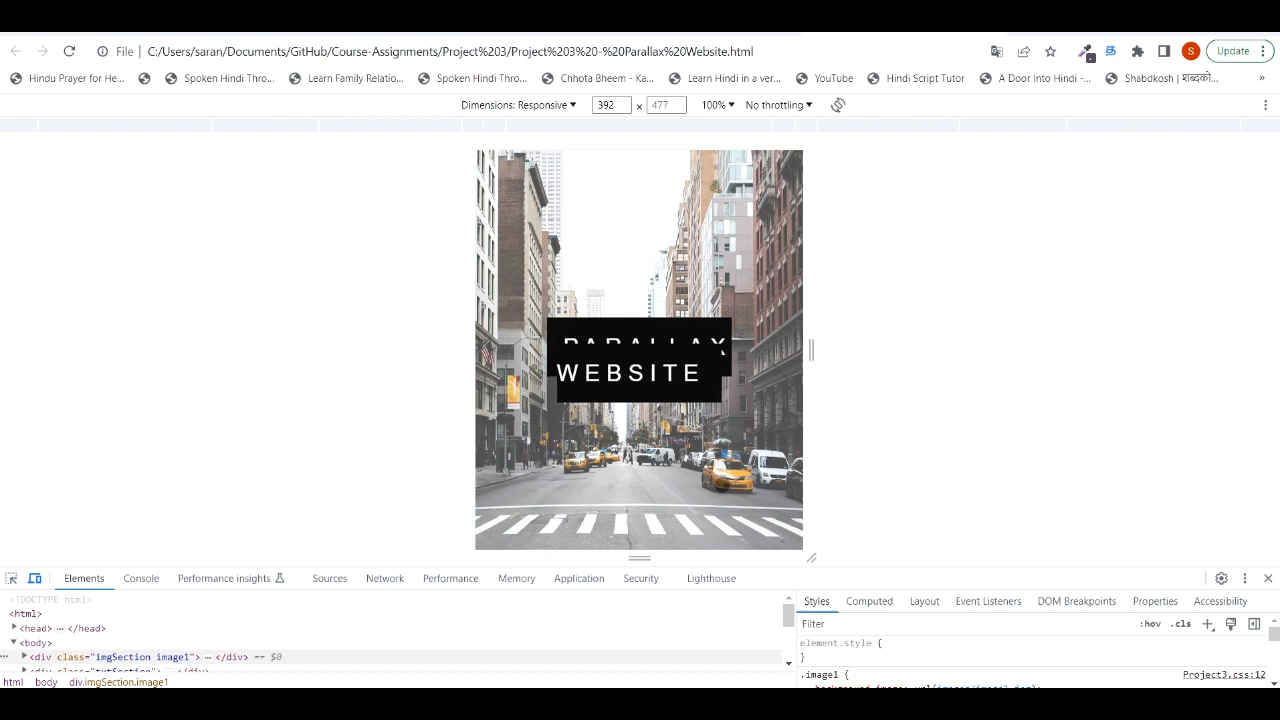 File C:/Users/saran/Documents/GitHub/Course-Assignments/Project%203/Project%203%20-%20Parallax%20Website.html S Update
Hindu Prayer for He... Spoken Hindi Thro... Learn Family Relatio... Spoken Hindi Thro... Chhota Bheem - Ka... Learn Hindi in a ver... YouTube Hindi Script Tutor A Door Into Hindi -... Shabdkosh | शब्दको... »
Dimensions: Responsive 392 x 477 100% No throttling
PARALLAX
WEBSITE
Elements Console Performance insights Sources Network Performance Memory Application Security Lighthouse
<!DOCTYPE html>
<html>
<head> … </head>
<body>
<div class="imgSection image1"> … </div> == $0
html body div.imgSection.image1
Styles Computed Layout Event Listeners DOM Breakpoints Properties Accessibility
Filter :hov .cls
element.style {
}
.image1 { Project3.css:12